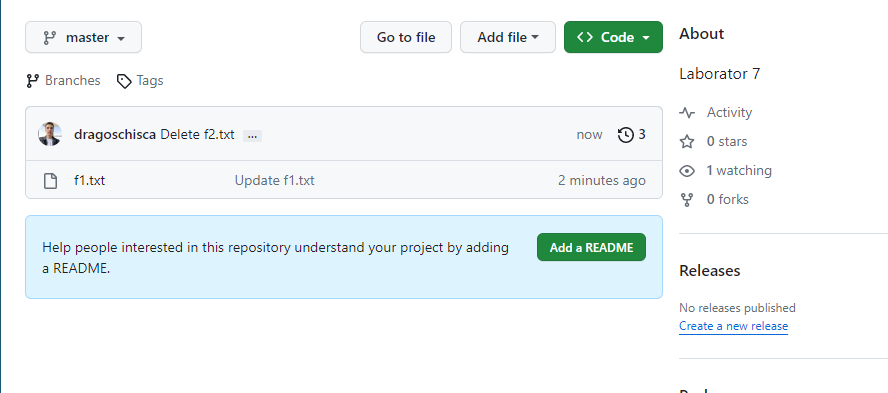 master
Go to file
Add file
Code
Branches
Tags
dragoschisca Delete f2.txt ...
now
3
f1.txt
Update f1.txt
2 minutes ago
Help people interested in this repository understand your project by adding
a README.
Add a README
About
Laborator 7
Activity
0 stars
1 watching
0 forks
Releases
No releases published
Create a new release